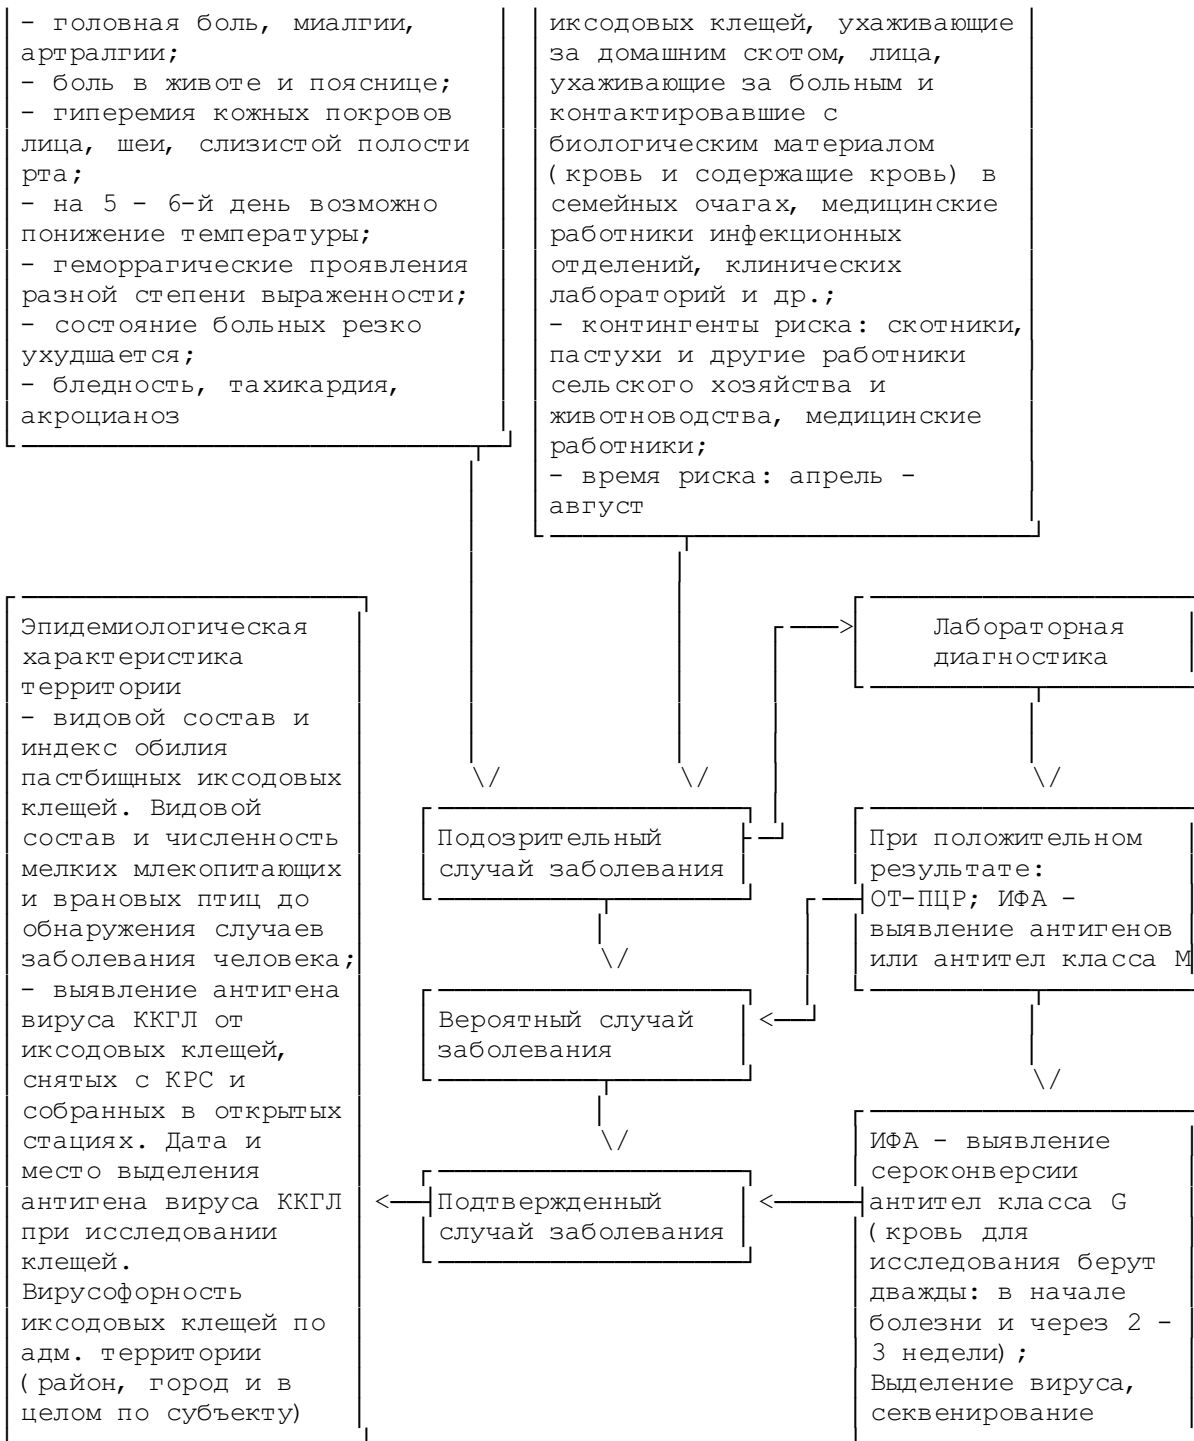 - головная боль, миалгии,
артралгии;
- боль в животе и пояснице;
- гиперемия кожных покровов
лица, шеи, слизистой полости
рта;
- на 5 - 6-й день возможно
понижение температуры;
- геморрагические проявления
разной степени выраженности;
- состояние больных резко
ухудшается;
- бледность, тахикардия,
акроцианоз
иксодовых клещей, ухаживающие
за домашним скотом, лица,
ухаживающие за больным и
контактировавшие с
биологическим материалом
(кровь и содержащие кровь) в
семейных очагах, медицинские
работники инфекционных
отделений, клинических
лабораторий и др.;
- контингенты риска: скотники,
пастухи и другие работники
сельского хозяйства и
животноводства, медицинские
работники;
- время риска: апрель -
август
Эпидемиологическая
характеристика
территории
- видовой состав и
индекс обилия
пастбищных иксодовых
клещей. Видовой
состав и численность
мелких млекопитающих
и врановых птиц до
обнаружения случаев
заболевания человека;
- выявление антигена
вируса ККГЛ от
иксодовых клещей,
снятых с КРС и
собранных в открытых
стациях. Дата и
место выделения
антигена вируса ККГЛ
при исследовании
клещей.
Вирусофорность
иксодовых клещей по
адм. территории
(район, город и в
целом по субъекту)
Подозрительный
случай заболевания
Вероятный случай
заболевания
Подтвержденный
случай заболевания
Лабораторная
диагностика
При положительном
результате:
ОТ-ПЦР; ИФА -
выявление антигенов
или антител класса М
ИФА - выявление
сероконверсии
антител класса G
(кровь для
исследования берут
дважды: в начале
болезни и через 2 -
3 недели);
Выделение вируса,
секвенирование